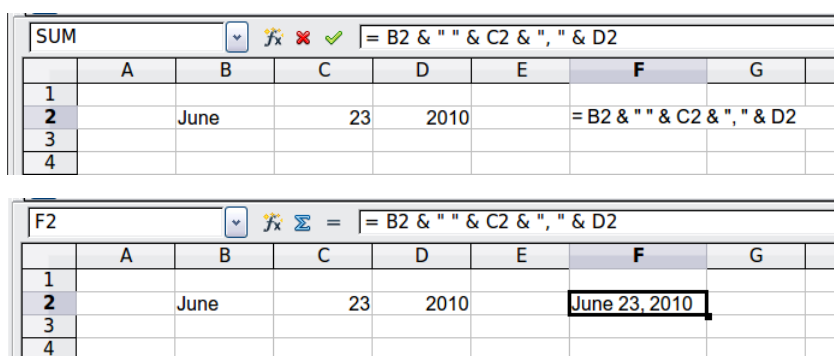 SUM = B2 & " " & C2 & ", " & D2
A B C D E F G
1
2 June 23 2010 = B2 & " " & C2 & ", " & D2
3
4
F2 = = B2 & " " & C2 & ", " & D2
A B C D E F G
1
2 June 23 2010 June 23, 2010
3
4